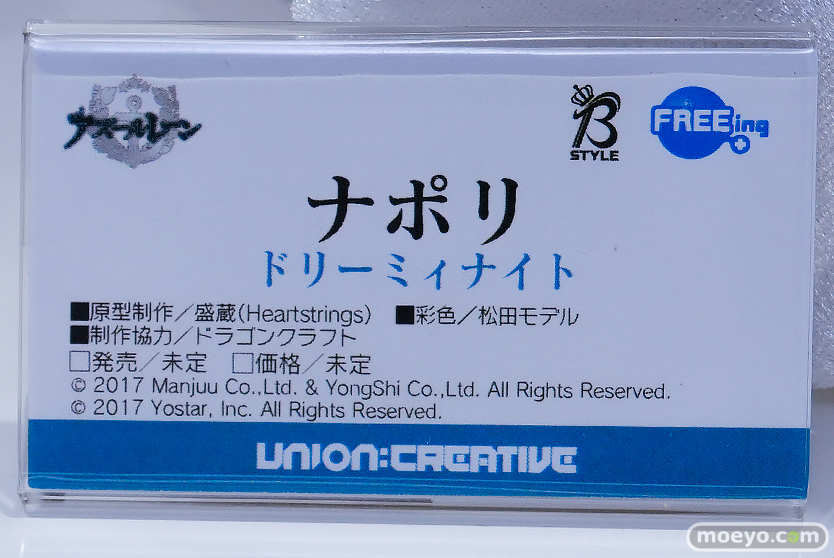 アズールレーン
B
STYLE
FREEing
ナポリ
ドリーミィナイト
■原型制作／盛蔵(Heartstrings) ■彩色／松田モデル
■制作協力／ドラゴンクラフト
□発売／未定 □価格／未定
© 2017 Manjuu Co.,Ltd. & YongShi Co.,Ltd. All Rights Reserved.
© 2017 Yostar, Inc. All Rights Reserved.
UNION:CREATIVE
moeyo.com